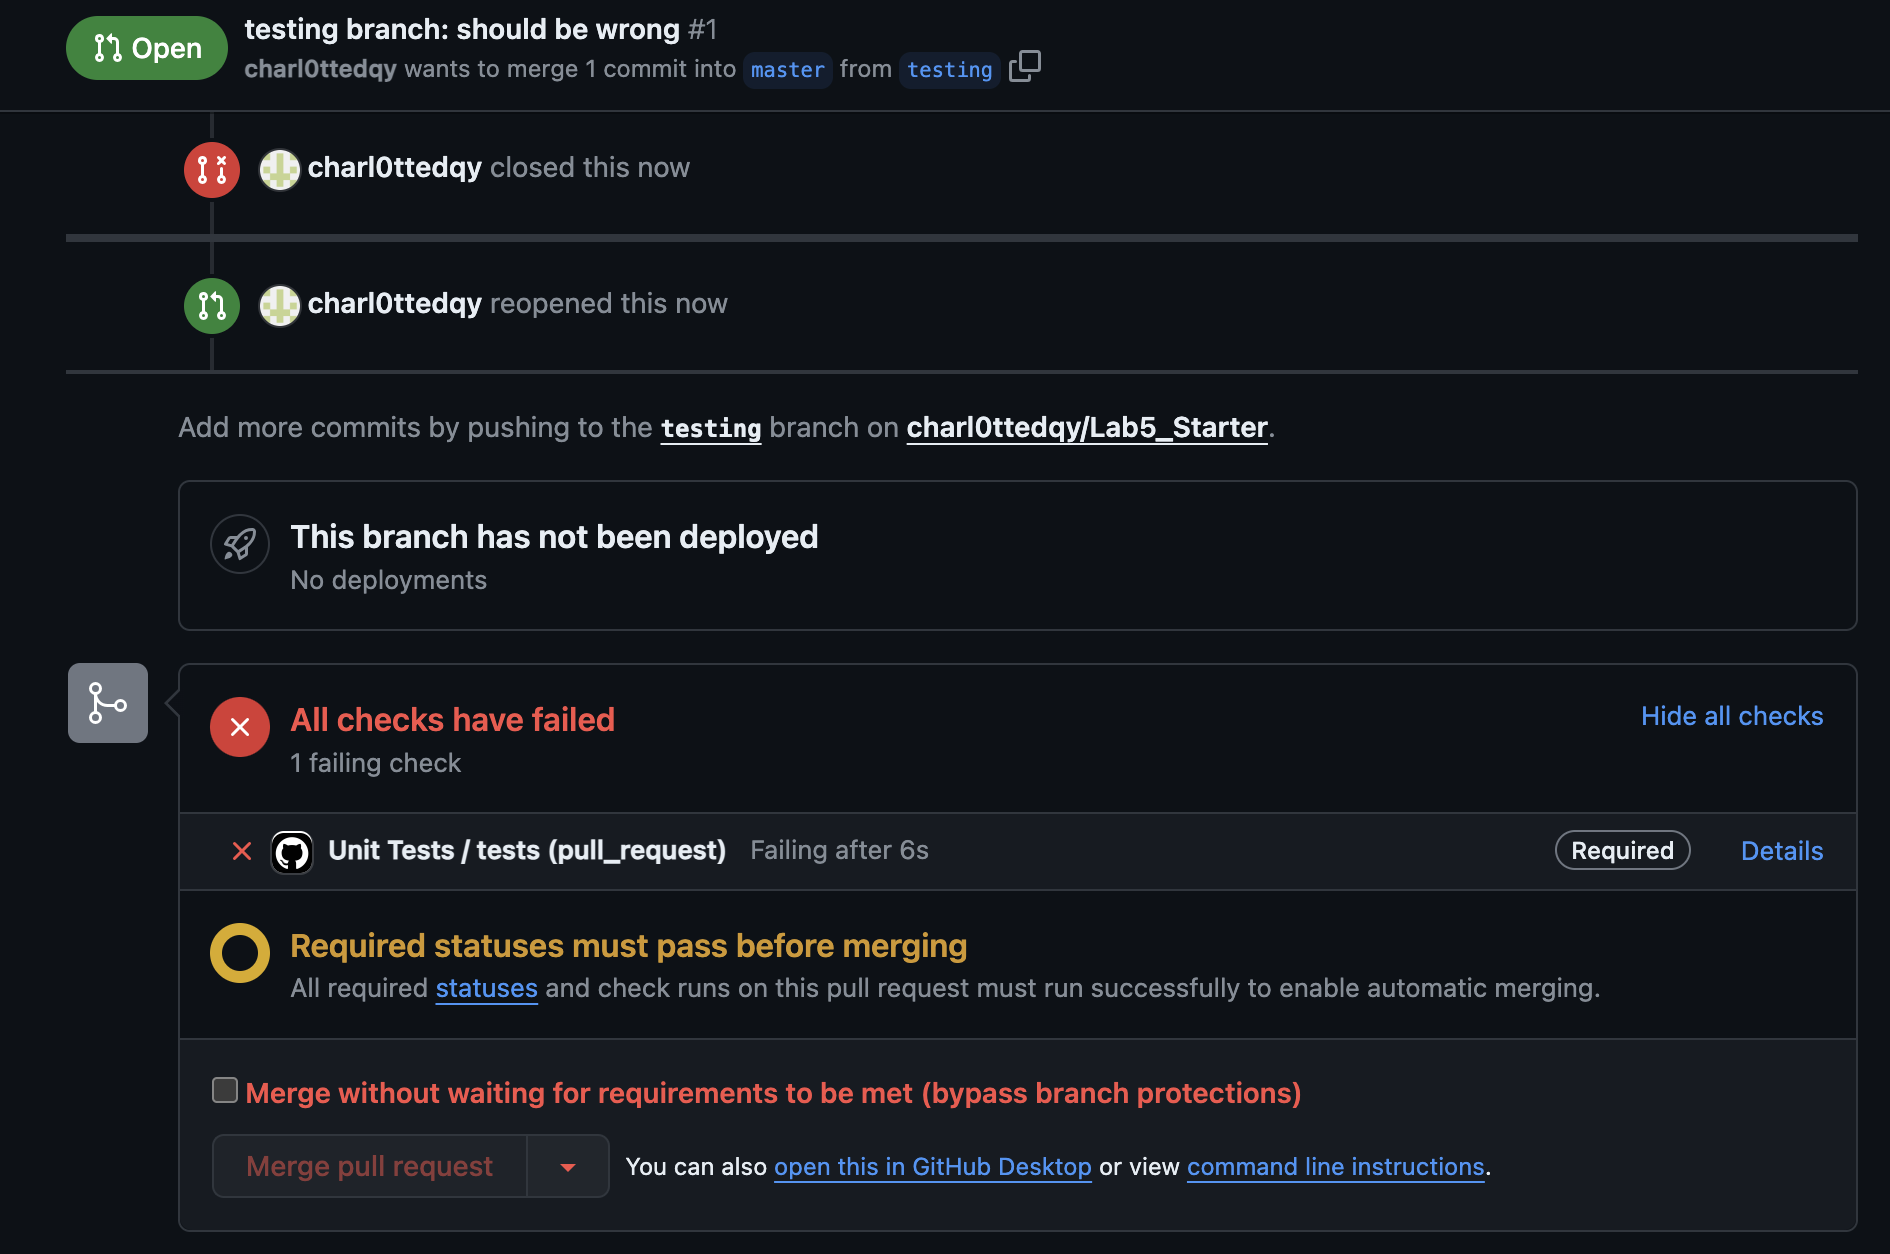 Open
testing branch: should be wrong #1
charl0ttedqy wants to merge 1 commit into master from testing
charl0ttedqy closed this now
charl0ttedqy reopened this now
Add more commits by pushing to the testing branch on charl0ttedqy/Lab5_Starter.
This branch has not been deployed
No deployments
All checks have failed
Hide all checks
1 failing check
Unit Tests / tests (pull_request) Failing after 6s Required Details
Required statuses must pass before merging
All required statuses and check runs on this pull request must run successfully to enable automatic merging.
Merge without waiting for requirements to be met (bypass branch protections)
Merge pull request
You can also open this in GitHub Desktop or view command line instructions.